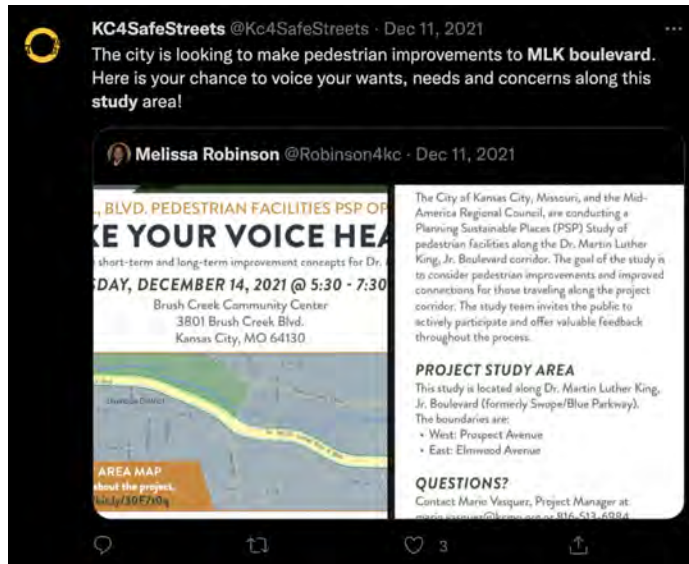 KC4SafeStreets @Kc4SafeStreets · Dec 11, 2021
The city is looking to make pedestrian improvements to MLK boulevard.
Here is your chance to voice your wants, needs and concerns along this
study area!
Melissa Robinson @Robinson4kc · Dec 11, 2021
, BLVD. PEDESTRIAN FACILITIES PSP OP
KE YOUR VOICE HEA
short-term and long-term improvement concepts for Dr.
SDAY, DECEMBER 14, 2021 @ 5:30 - 7:30
Brush Creek Community Center
3801 Brush Creek Blvd.
Kansas City, MO 64130
AREA MAP
about the project,
The City of Kansas City, Missouri, and the Mid-
America Regional Council, are conducting a
Planning Sustainable Places (PSP) Study of
pedestrian facilities along the Dr. Martin Luther
King, Jr. Boulevard corridor. The goal of the study is
to consider pedestrian improvements and improved
connections for those traveling along the project
corridor. The study team invites the public to
actively participate and offer valuable feedback
throughout the process.
PROJECT STUDY AREA
This study is located along Dr. Martin Luther King,
Jr. Boulevard (formerly Swope/Blue Parkway).
The boundaries are:
• West: Prospect Avenue
• East: Elmwood Avenue
QUESTIONS?
Contact Mario Vasquez, Project Manager at
mario.vasquez@kcmo.org or 816-513-6984
3